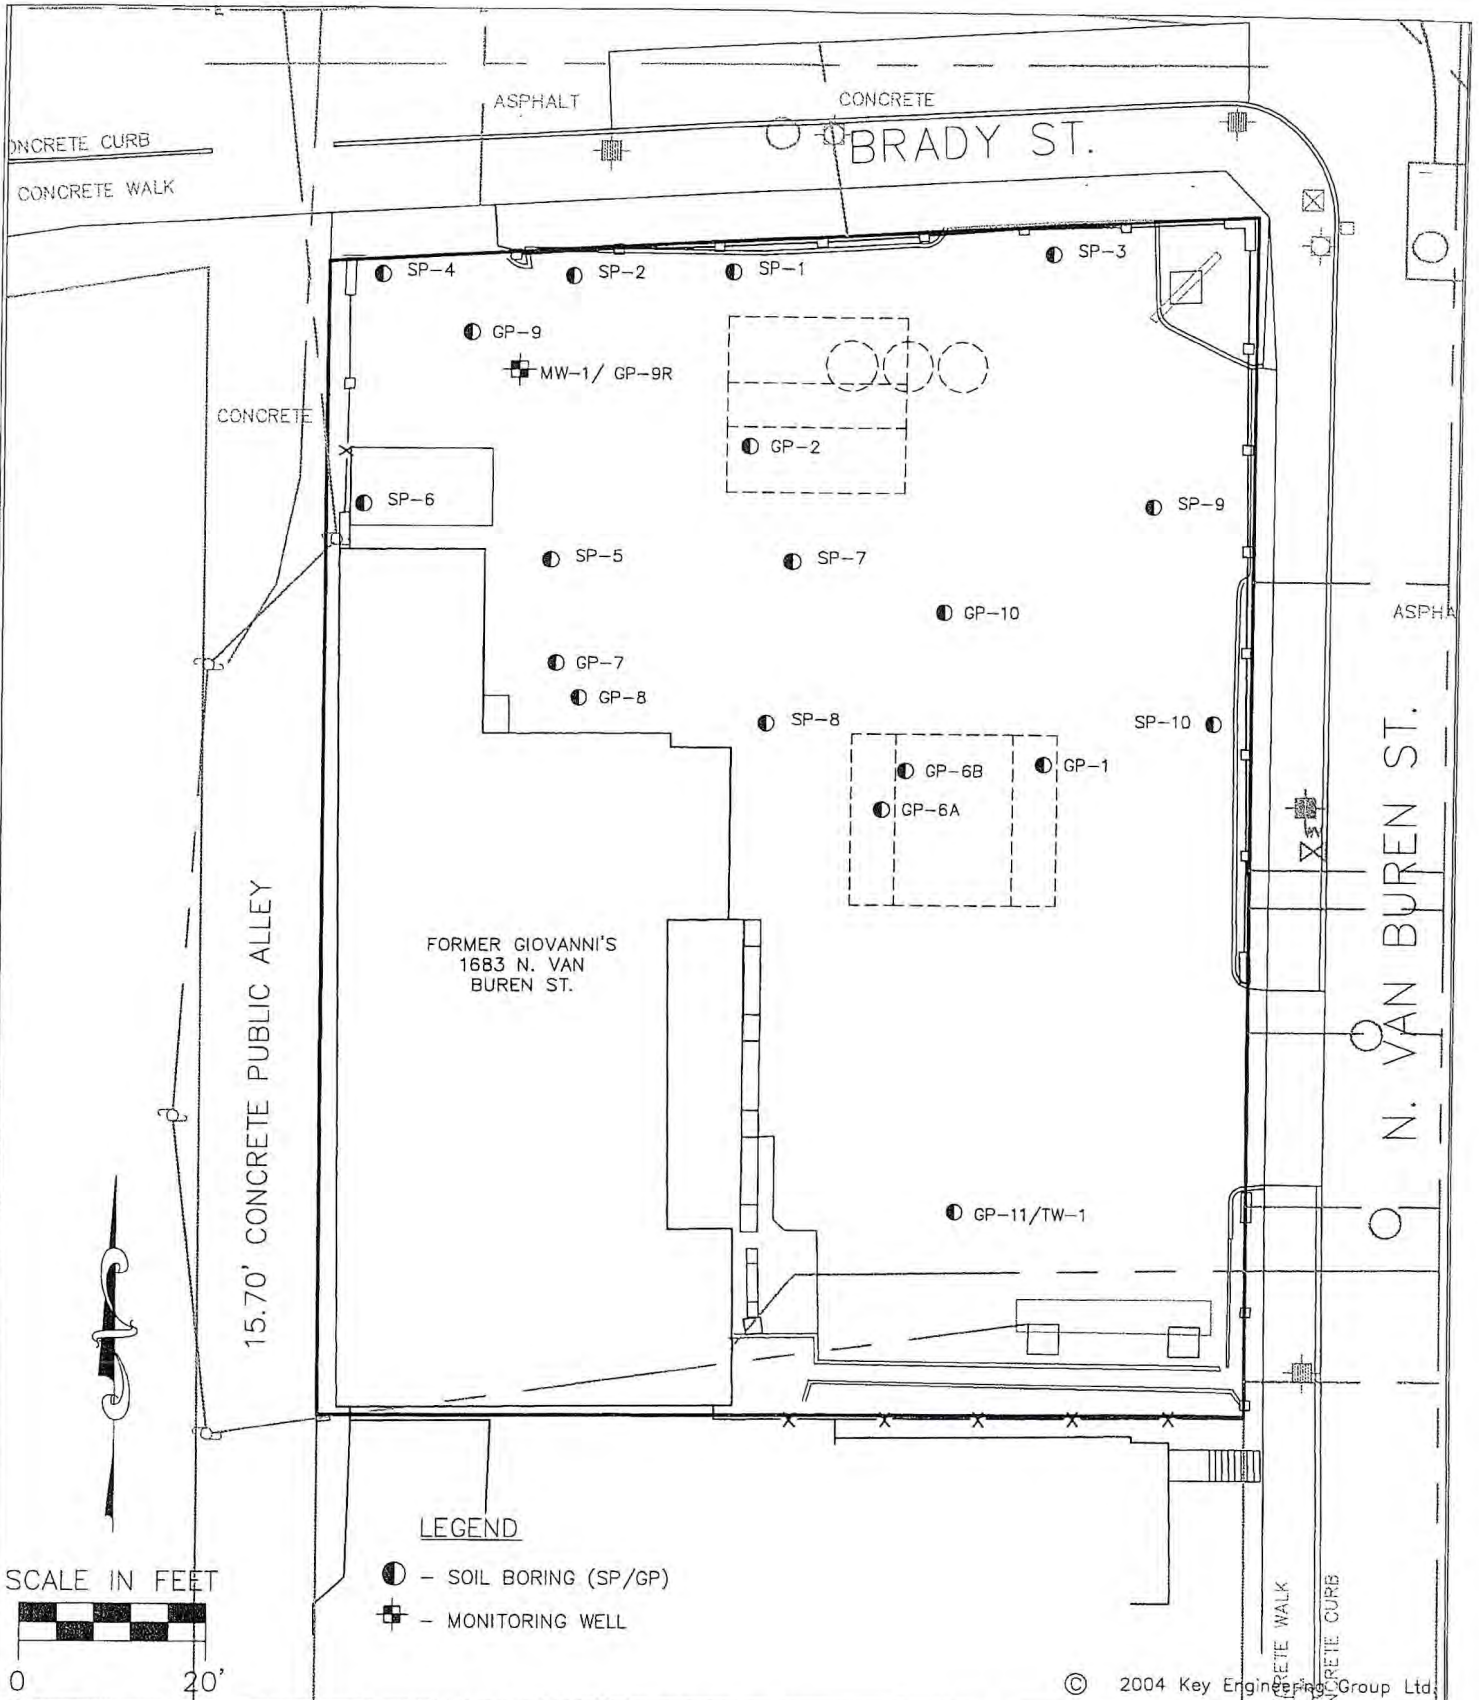 ASPHALT
CONCRETE
ONCRETE CURB
BRADY ST.
CONCRETE WALK
SP-4
SP-2
SP-1
SP-3
GP-9
MW-1/ GP-9R
CONCRETE
GP-2
SP-6
SP-9
SP-5
SP-7
GP-10
ASPHA
GP-7
GP-8
SP-8
SP-10
GP-6B
GP-1
GP-6A
N. VAN BUREN ST.
15.70' CONCRETE PUBLIC ALLEY
FORMER GIOVANNI'S
1683 N. VAN
BUREN ST.
GP-11/TW-1
LEGEND
- SOIL BORING (SP/GP)
- MONITORING WELL
SCALE IN FEET
0 20'
CRETE WALK
CRETE CURB
© 2004 Key Engineering Group Ltd.